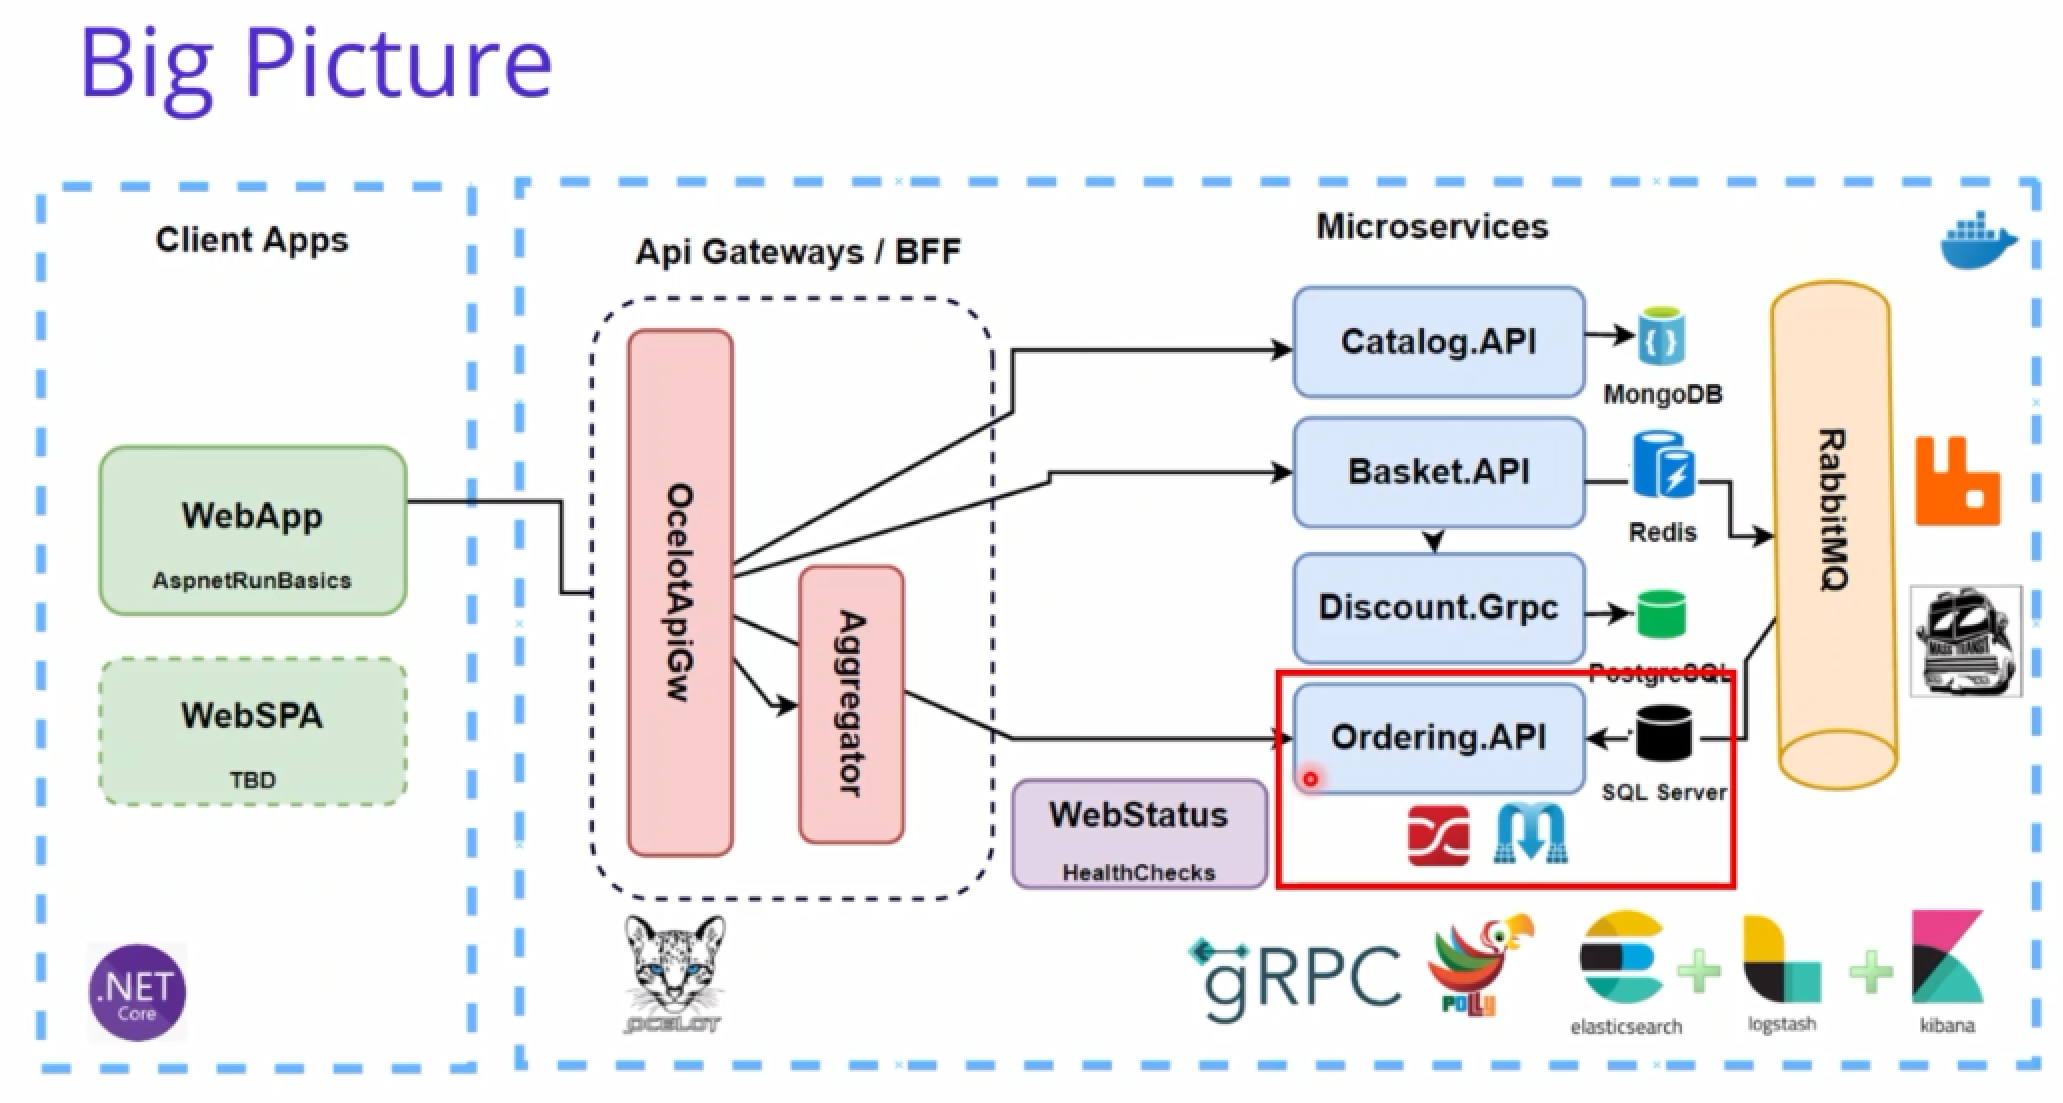 Big Picture
Client Apps
Api Gateways / BFF
Microservices
WebApp
AspnetRunBasics
WebSPA
TBD
OcelotApiGw
Aggregator
Catalog.API
MongoDB
Basket.API
Redis
Discount.Grpc
PostgreSQL
Ordering.API
SQL Server
RabbitMQ
MASS TRANSIT
WebStatus
HealthChecks
.NET
Core
OCELOT
gRPC
POLLY
elasticsearch
logstash
kibana